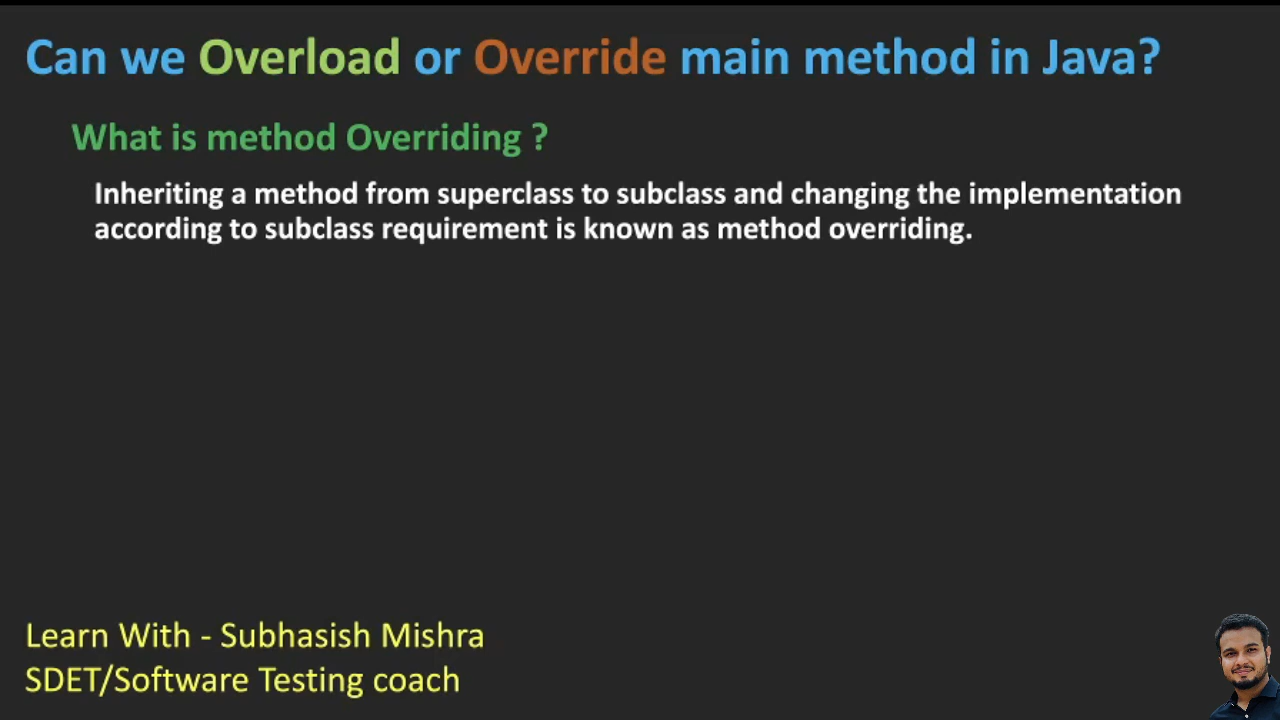 Can we Overload or Override main method in Java?
What is method Overriding ?
Inheriting a method from superclass to subclass and changing the implementation
according to subclass requirement is known as method overriding.
Learn With - Subhasish Mishra
SDET/Software Testing coach